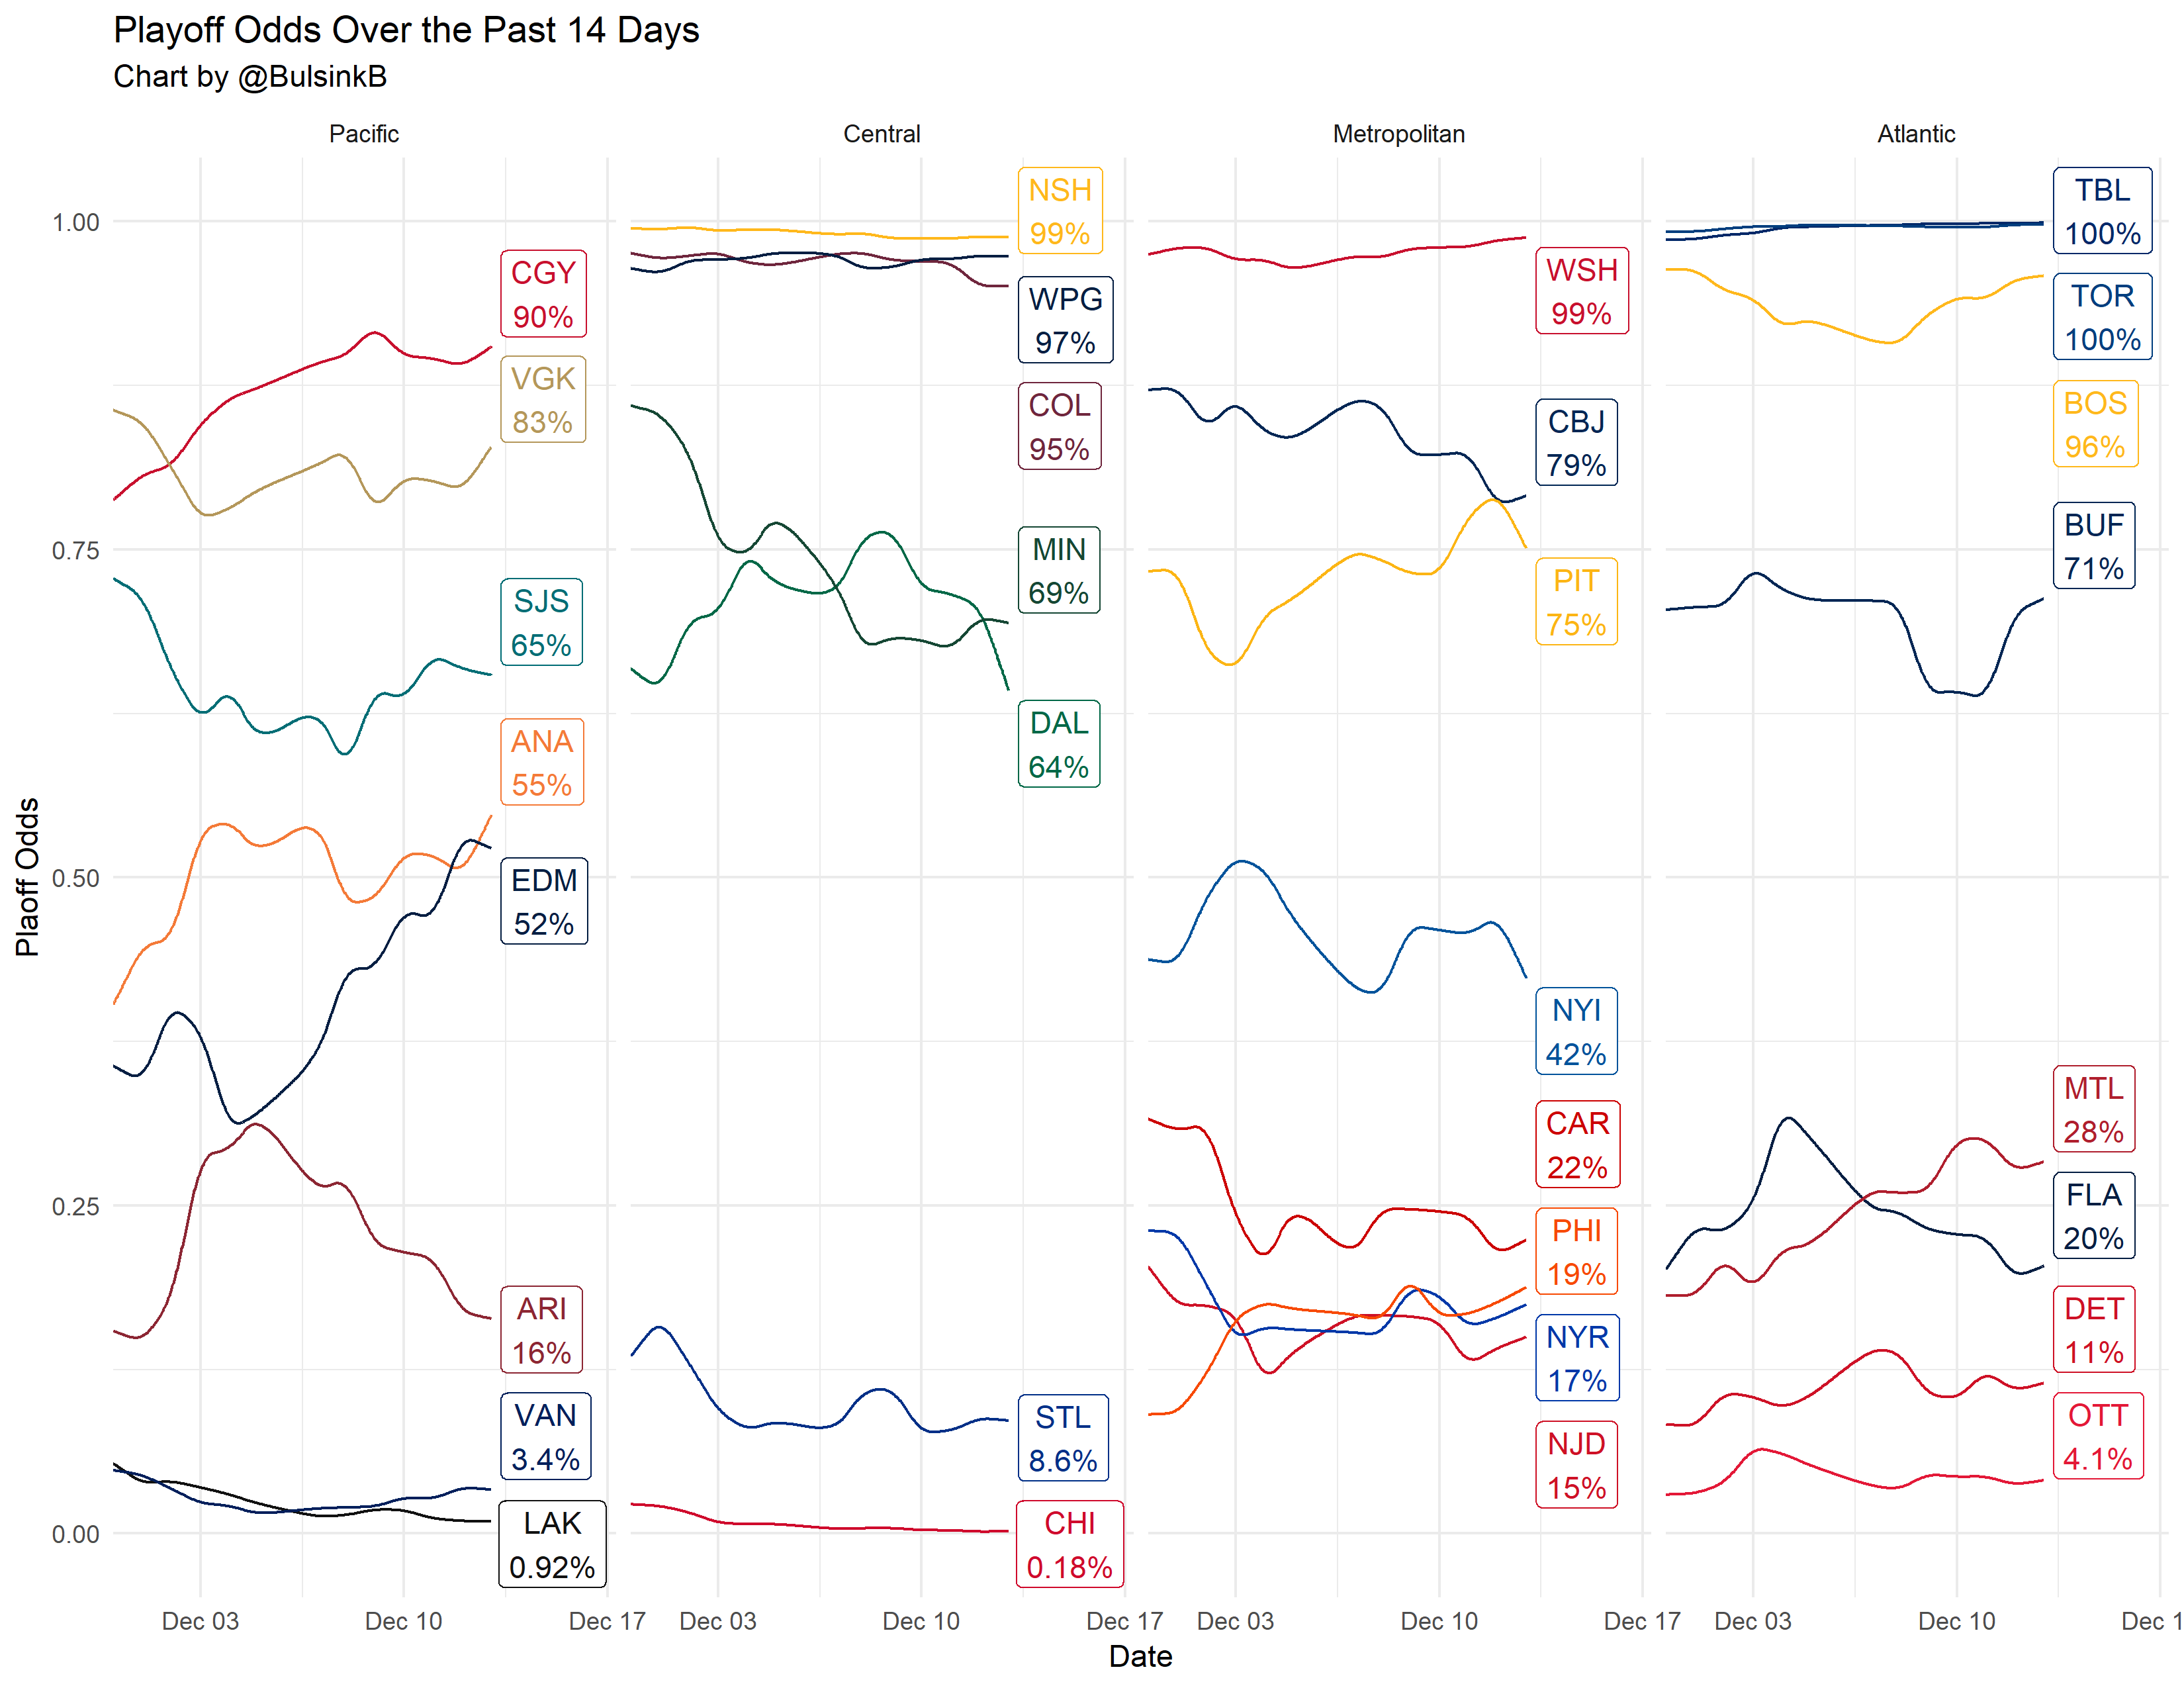 Playoff Odds Over the Past 14 Days
Chart by @BulsinkB
Pacific
Central
Metropolitan
Atlantic
Plaoff Odds
1.00
0.75
0.50
0.25
0.00
CGY
90%
VGK
83%
SJS
65%
ANA
55%
EDM
52%
ARI
16%
VAN
3.4%
LAK
0.92%
NSH
99%
WPG
97%
COL
95%
MIN
69%
DAL
64%
STL
8.6%
CHI
0.18%
WSH
99%
CBJ
79%
PIT
75%
NYI
42%
CAR
22%
PHI
19%
NYR
17%
NJD
15%
TBL
100%
TOR
100%
BOS
96%
BUF
71%
MTL
28%
FLA
20%
DET
11%
OTT
4.1%
Dec 03
Dec 10
Dec 17
Dec 03
Dec 10
Dec 17
Dec 03
Dec 10
Dec 17
Dec 03
Dec 10
Dec 1
Date